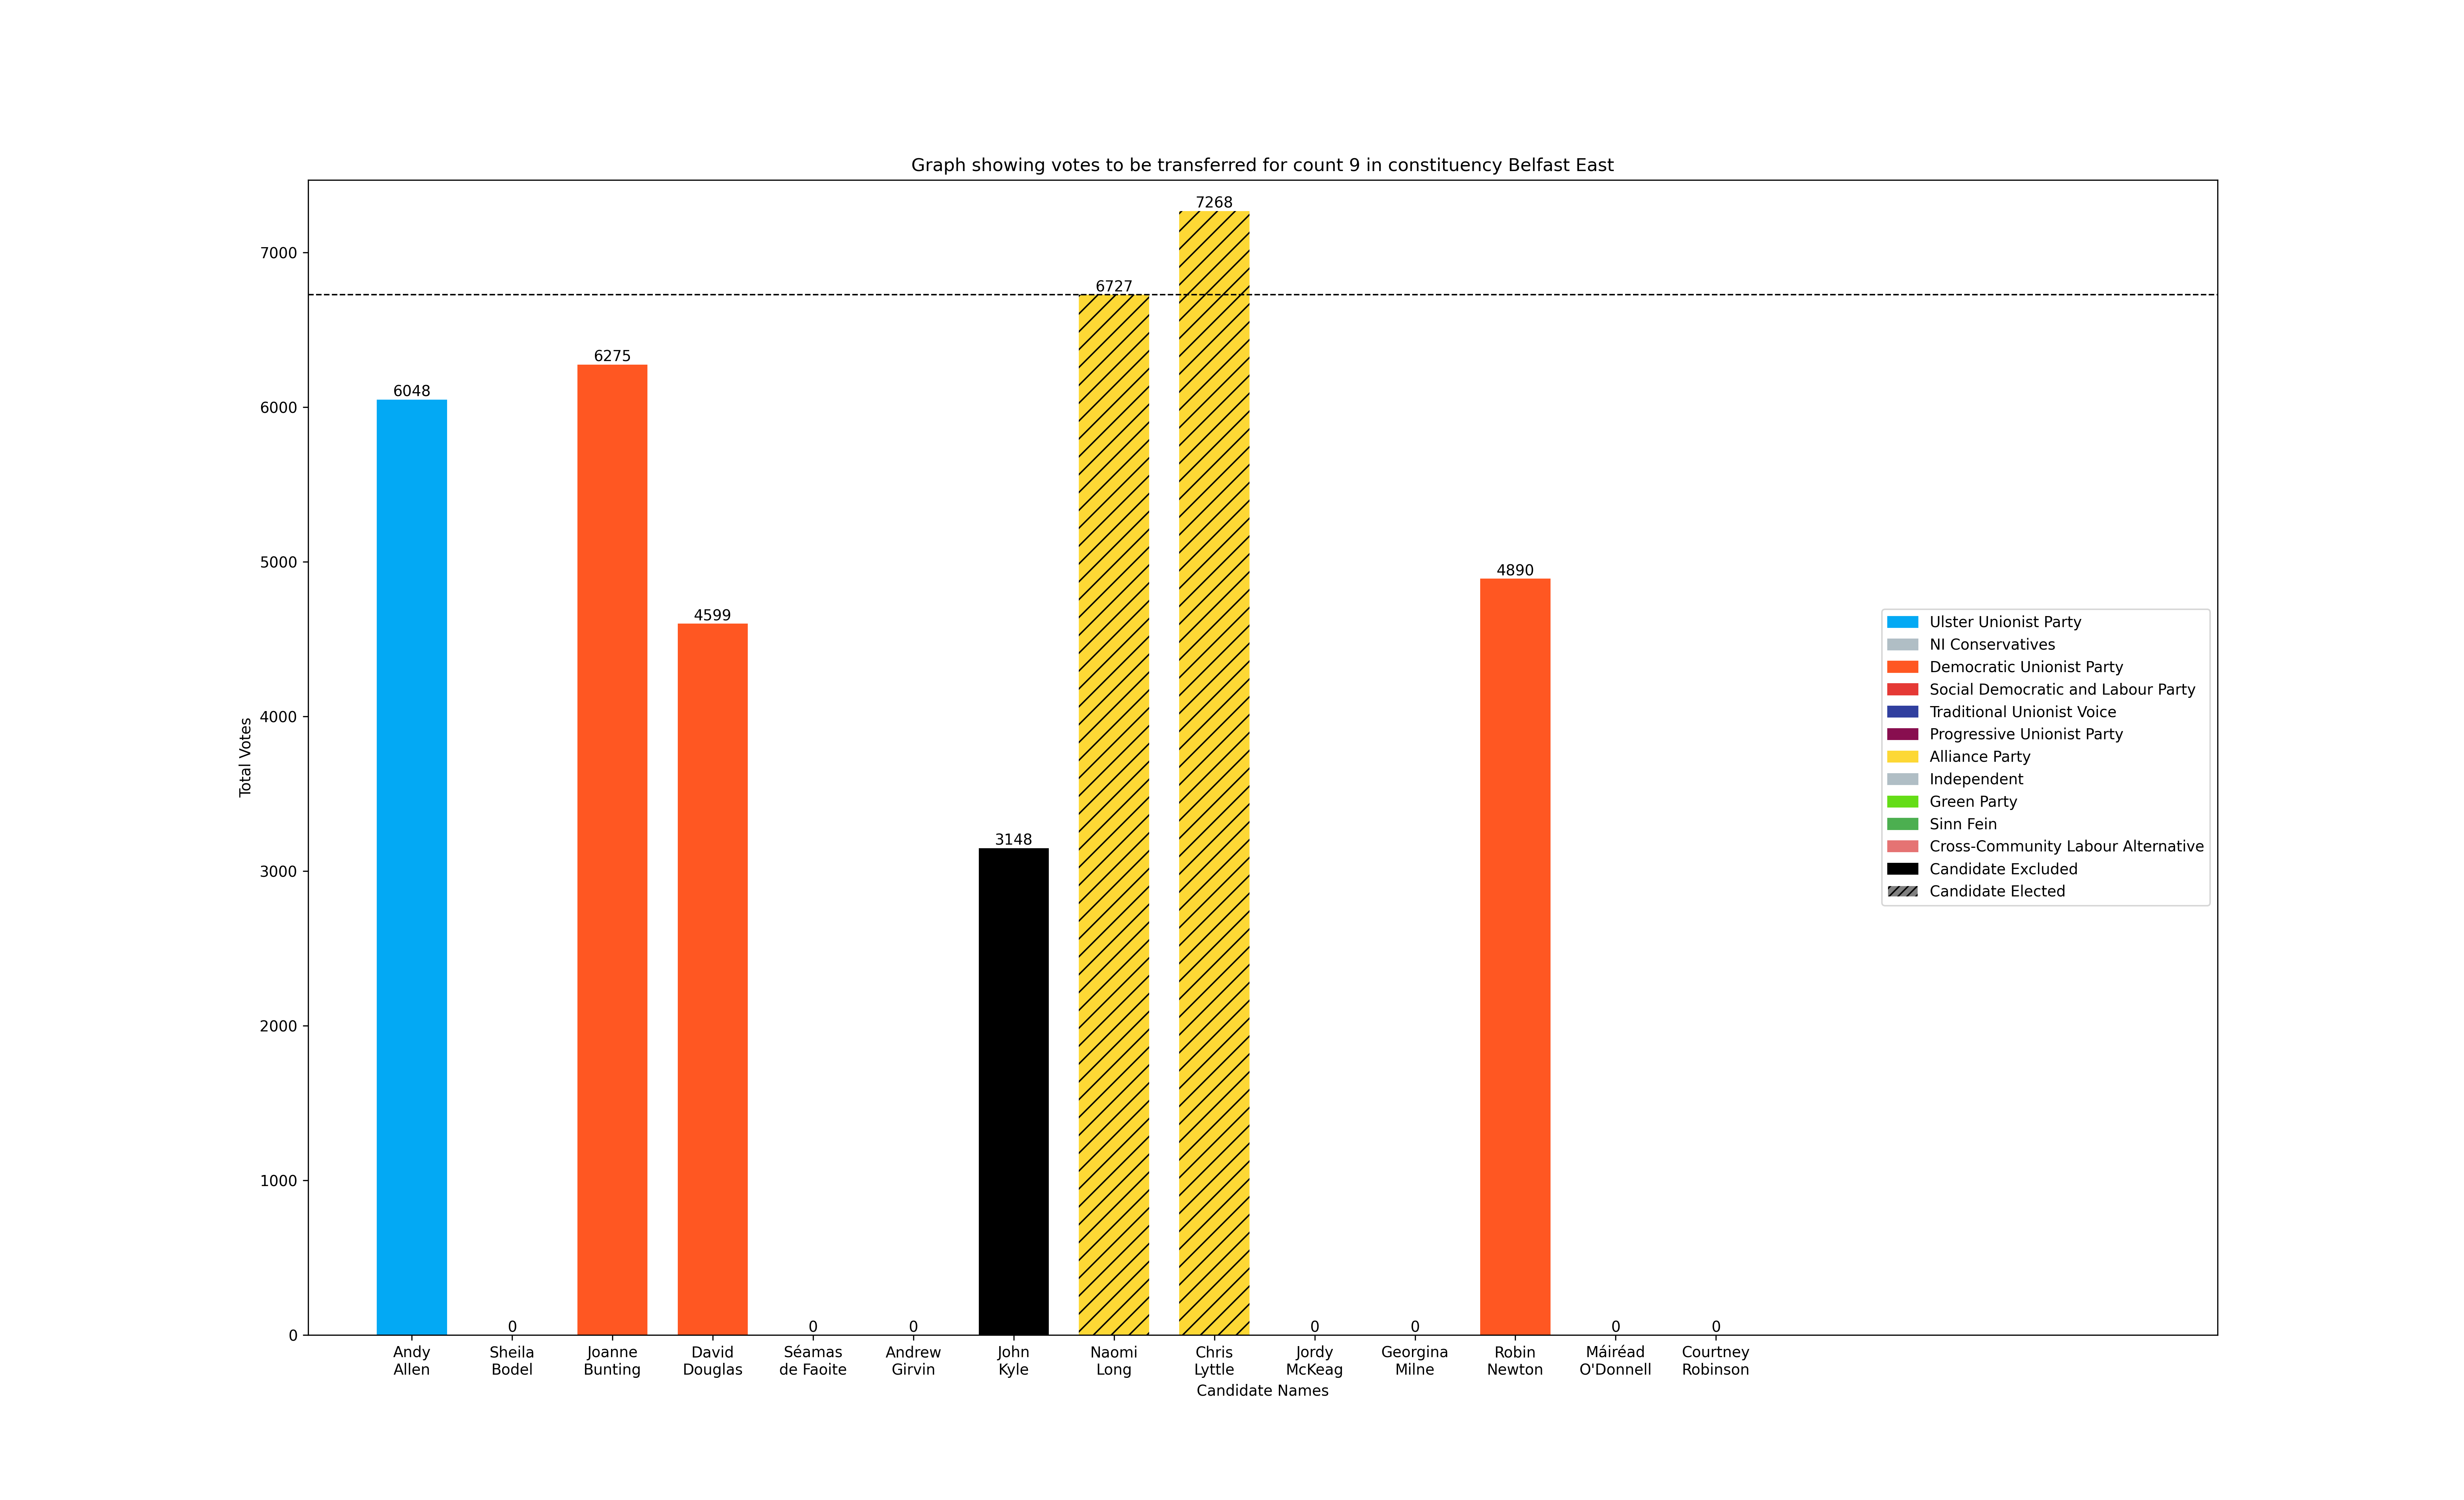 Graph showing votes to be transferred for count 9 in constituency Belfast East
Total Votes
7000
6000
5000
4000
3000
2000
1000
0
6048
0
6275
4599
0
0
3148
6727
7268
0
0
4890
0
0
Andy
Allen
Sheila
Bodel
Joanne
Bunting
David
Douglas
Séamas
de Faoite
Andrew
Girvin
John
Kyle
Naomi
Long
Chris
Lyttle
Jordy
McKeag
Georgina
Milne
Robin
Newton
Máiréad
O'Donnell
Courtney
Robinson
Candidate Names
Ulster Unionist Party
NI Conservatives
Democratic Unionist Party
Social Democratic and Labour Party
Traditional Unionist Voice
Progressive Unionist Party
Alliance Party
Independent
Green Party
Sinn Fein
Cross-Community Labour Alternative
Candidate Excluded
Candidate Elected